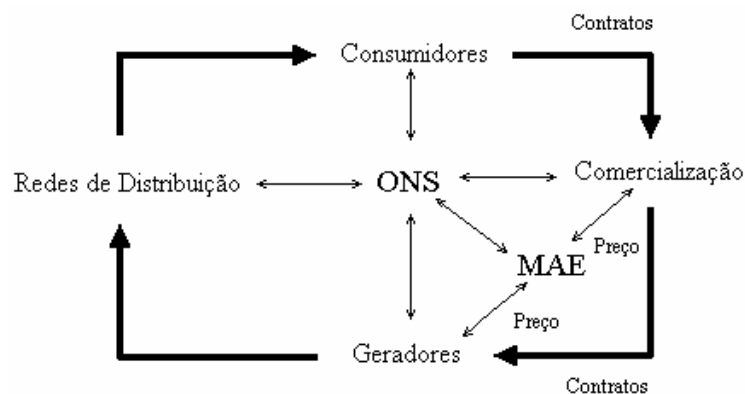 Contratos
Consumidores
Redes de Distribuição
ONS
Comercialização
Preço
MAE
Preço
Geradores
Contratos